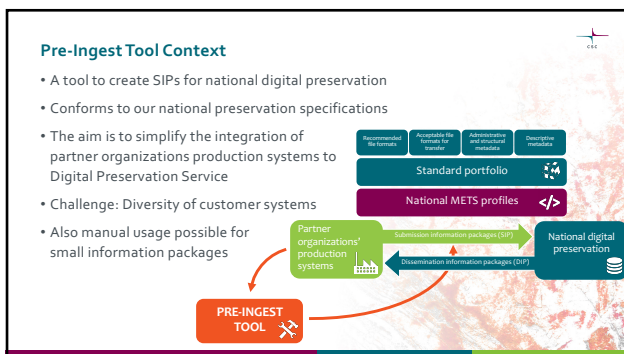 Pre-Ingest Tool Context
CSC
• A tool to create SIPs for national digital preservation
• Conforms to our national preservation specifications
• The aim is to simplify the integration of
partner organizations production systems to
Digital Preservation Service
• Challenge: Diversity of customer systems
• Also manual usage possible for
small information packages
Recommended
file formats
Acceptable file
formats for
transfer
Administrative
and structural
metadata
Descriptive
metadata
Standard portfolio
National METS profiles
</>
Partner
organizations'
production
systems
Submission information packages (SIP)
Dissemination information packages (DIP)
National digital
preservation
PRE-INGEST
TOOL